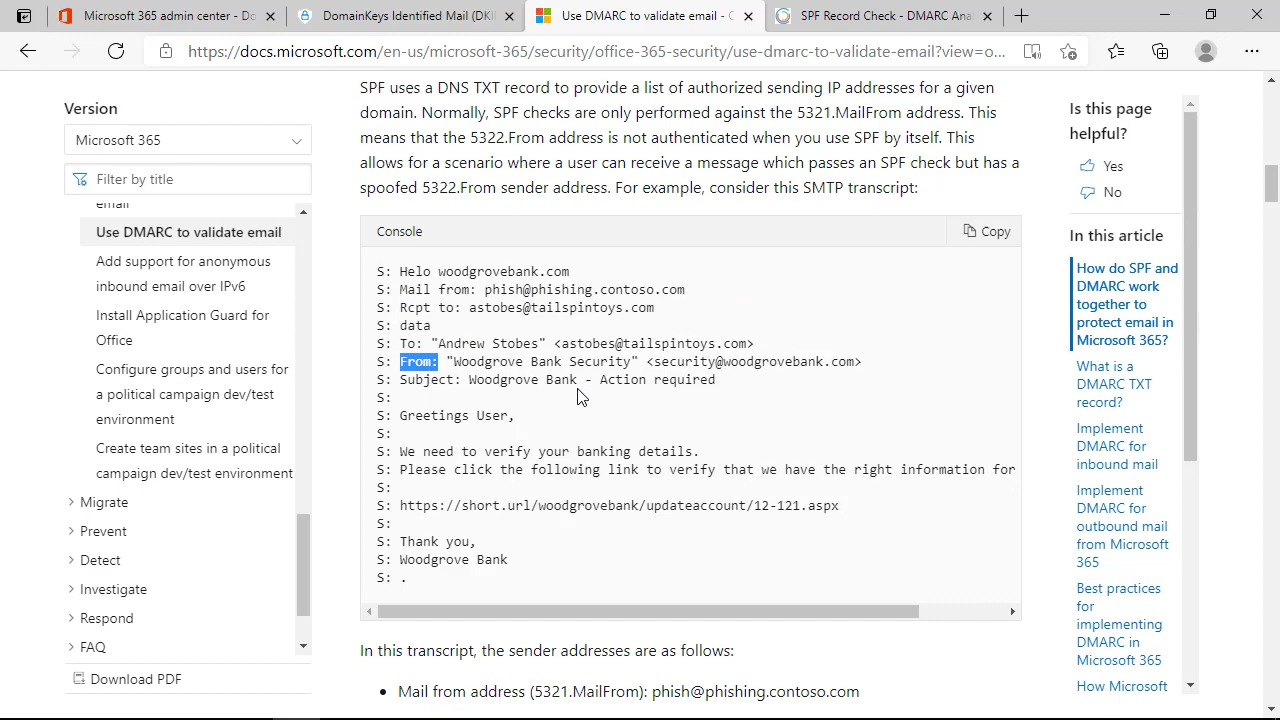 Microsoft 365 admin center - Do
DomainKeys Identified Mail (DKI
Use DMARC to validate email - O
SPF Record Check - DMARC Ana
https://docs.microsoft.com/en-us/microsoft-365/security/office-365-security/use-dmarc-to-validate-email?view=o...
Version
Microsoft 365
Filter by title
email
Use DMARC to validate email
Add support for anonymous
inbound email over IPv6
Install Application Guard for
Office
Configure groups and users for
a political campaign dev/test
environment
Create team sites in a political
campaign dev/test environment
Migrate
Prevent
Detect
Investigate
Respond
FAQ
Download PDF
SPF uses a DNS TXT record to provide a list of authorized sending IP addresses for a given
domain. Normally, SPF checks are only performed against the 5321.MailFrom address. This
means that the 5322.From address is not authenticated when you use SPF by itself. This
allows for a scenario where a user can receive a message which passes an SPF check but has a
spoofed 5322.From sender address. For example, consider this SMTP transcript:
Console
Copy
S: Helo woodgrovebank.com
S: Mail from: phish@phishing.contoso.com
S: Rcpt to: astobes@tailspintoys.com
S: data
S: To: "Andrew Stobes" <astobes@tailspintoys.com>
S: From: "Woodgrove Bank Security" <security@woodgrovebank.com>
S: Subject: Woodgrove Bank - Action required
S:
S: Greetings User,
S:
S: We need to verify your banking details.
S: Please click the following link to verify that we have the right information for
S:
S: https://short.url/woodgrovebank/updateaccount/12-121.aspx
S:
S: Thank you,
S: Woodgrove Bank
S: .
In this transcript, the sender addresses are as follows:
• Mail from address (5321.MailFrom): phish@phishing.contoso.com
Is this page
helpful?
Yes
No
In this article
How do SPF and
DMARC work
together to
protect email in
Microsoft 365?
What is a
DMARC TXT
record?
Implement
DMARC for
inbound mail
Implement
DMARC for
outbound mail
from Microsoft
365
Best practices
for
implementing
DMARC in
Microsoft 365
How Microsoft